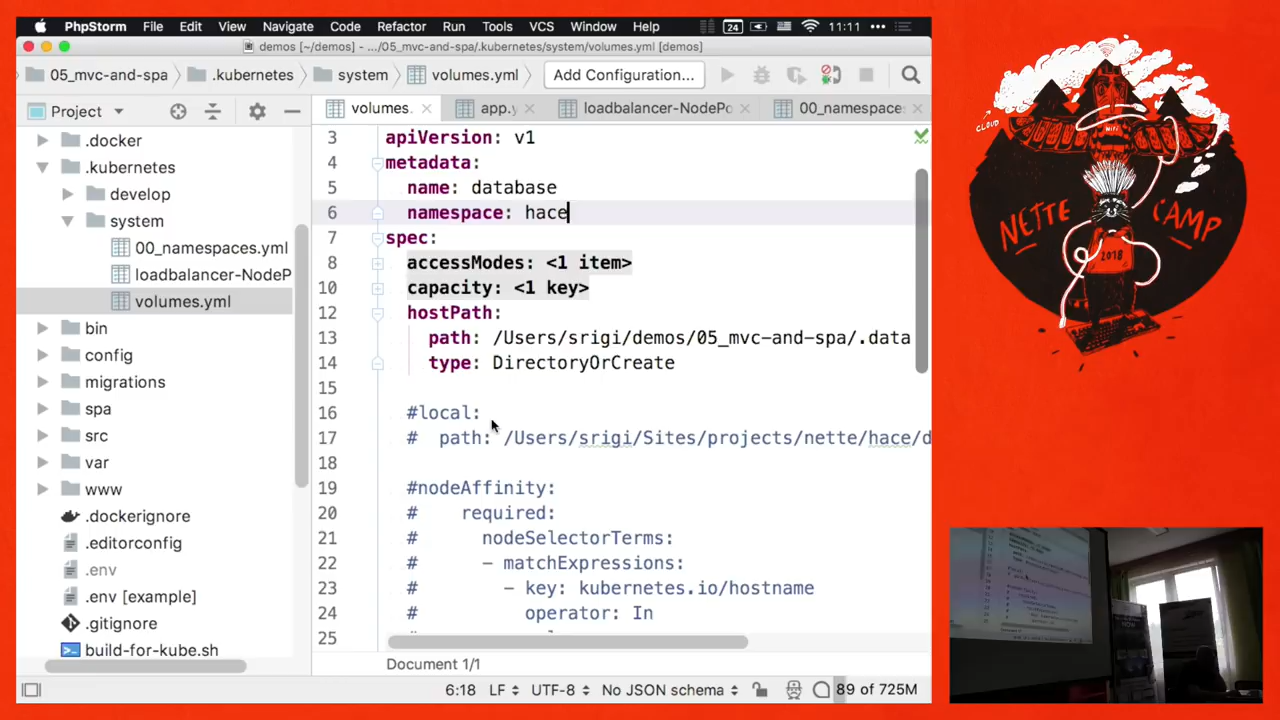 PhpStorm File Edit View Navigate Code Refactor Run Tools VCS Window Help 24 11:11
demos [~/demos] - .../05_mvc-and-spa/.kubernetes/system/volumes.yml [demos]
05_mvc-and-spa .kubernetes system volumes.yml Add Configuration...
Project
volumes. app.y loadbalancer-NodePo 00_namespace
.docker
.kubernetes
develop
system
00_namespaces.yml
loadbalancer-NodeP
volumes.yml
bin
config
migrations
spa
src
var
www
.dockerignore
.editorconfig
.env
.env [example]
.gitignore
build-for-kube.sh
3 apiVersion: v1
4 metadata:
5 name: database
6 namespace: hace
7 spec:
8 accessModes: <1 item>
10 capacity: <1 key>
12 hostPath:
13 path: /Users/srigi/demos/05_mvc-and-spa/.data
14 type: DirectoryOrCreate
15
16 #local:
17 # path: /Users/srigi/Sites/projects/nette/hace/d
18
19 #nodeAffinity:
20 # required:
21 # nodeSelectorTerms:
22 # - matchExpressions:
23 # - key: kubernetes.io/hostname
24 # operator: In
25
Document 1/1
6:18 LF UTF-8 No JSON schema 89 of 725M
CLOUD
WiFi
NETTE CAMP
2018